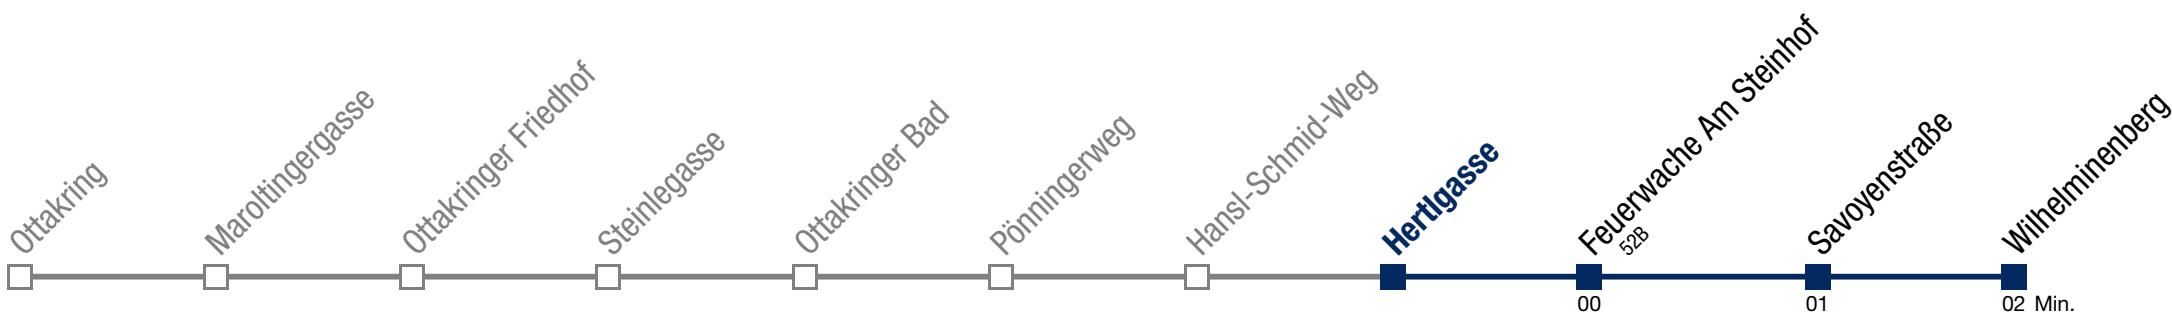 Ottakring
Maroltingergasse
Ottakringer Friedhof
Steinlegasse
Ottakringer Bad
Pönningerweg
Hansl-Schmid-Weg
Hertlgasse
Feuerwache Am Steinhof
52B
Savoyenstraße
Wilhelminenberg
00
01
02 Min.